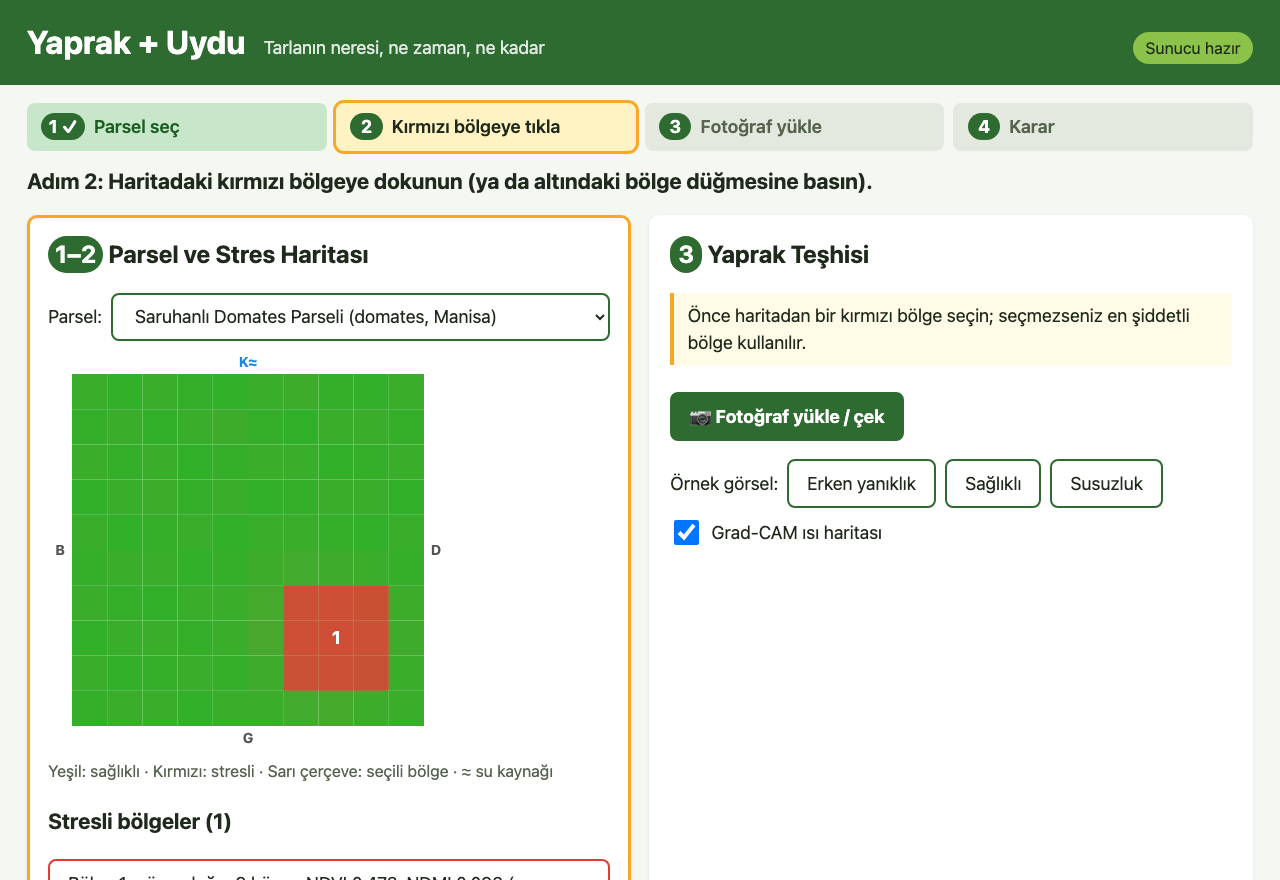 Yaprak + Uydu
Tarlanın neresi, ne zaman, ne kadar
Sunucu hazır
1 ✓ Parsel seç
2 Kırmızı bölgeye tıkla
3 Fotoğraf yükle
4 Karar
Adım 2: Haritadaki kırmızı bölgeye dokunun (ya da altındaki bölge düğmesine basın).
1–2 Parsel ve Stres Haritası
Parsel: Saruhanlı Domates Parseli (domates, Manisa)
K≈
B
D
1
G
Yeşil: sağlıklı · Kırmızı: stresli · Sarı çerçeve: seçili bölge · ≈ su kaynağı
Stresli bölgeler (1)
3 Yaprak Teşhisi
Önce haritadan bir kırmızı bölge seçin; seçmezseniz en şiddetli
bölge kullanılır.
📷 Fotoğraf yükle / çek
Örnek görsel: Erken yanıklık Sağlıklı Susuzluk
Grad-CAM ısı haritası